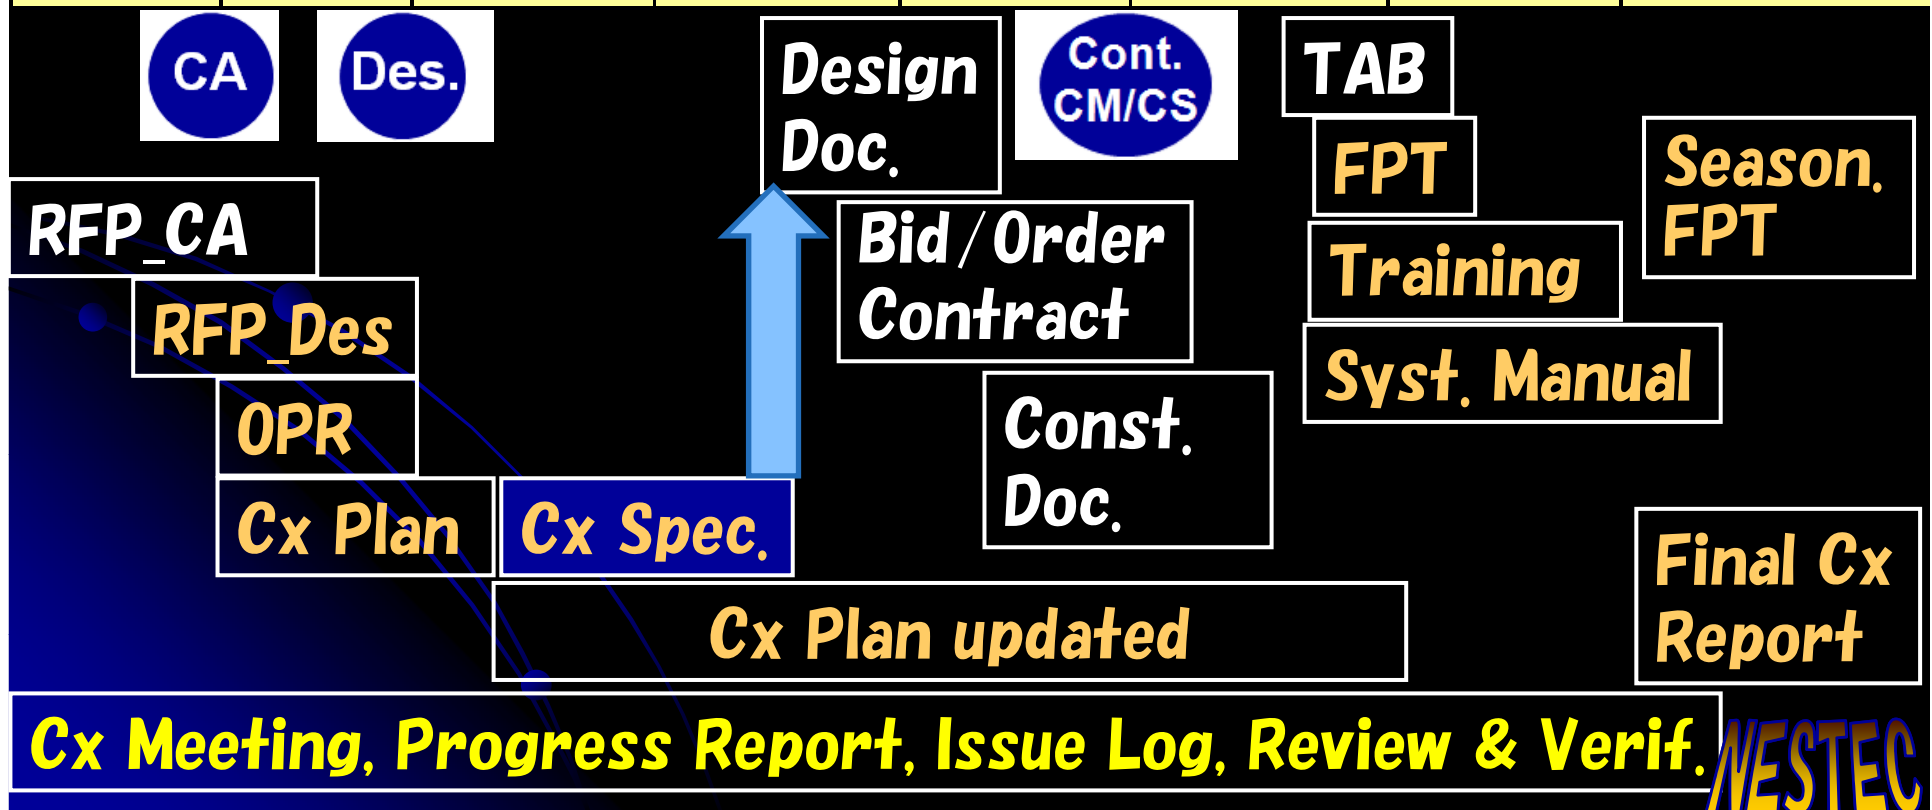 CA
Des.
Design
Doc.
Cont.
CM/CS
TAB
FPT
Season.
FPT
RFP_CA
Bid/Order
Contract
Training
RFP_Des
Syst. Manual
OPR
Const.
Doc.
Cx Plan
Cx Spec.
Final Cx
Report
Cx Plan updated
Cx Meeting, Progress Report, Issue Log, Review & Verif.
NESTEC